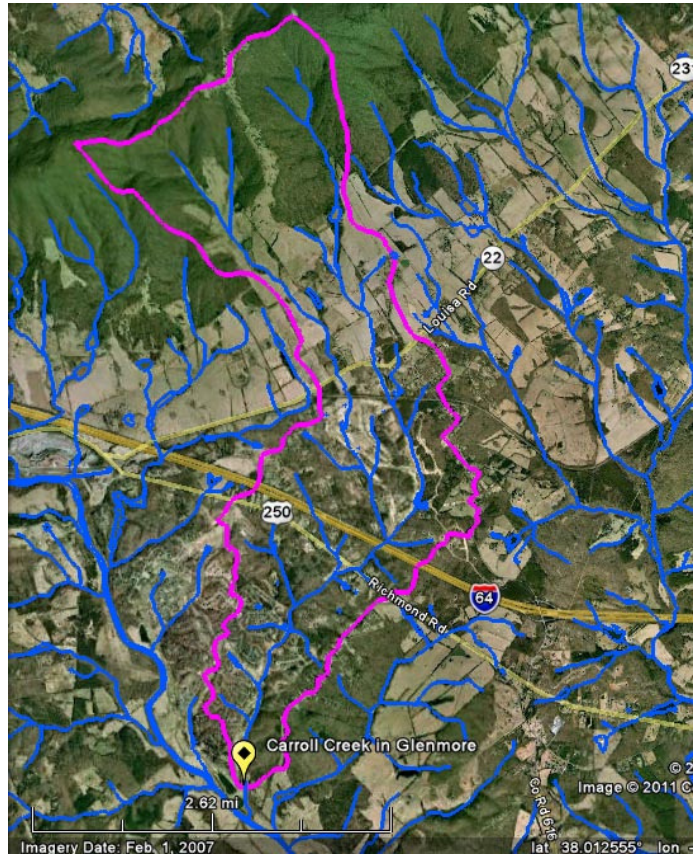 231
22
Louisa Rd
250
Richmond Rd
64
Carroll Creek in Glenmore
2.62 mi
Co Rd 616
© 2
Image © 2011 C
Imagery Date: Feb. 1, 2007
lat 38.012555° lon -